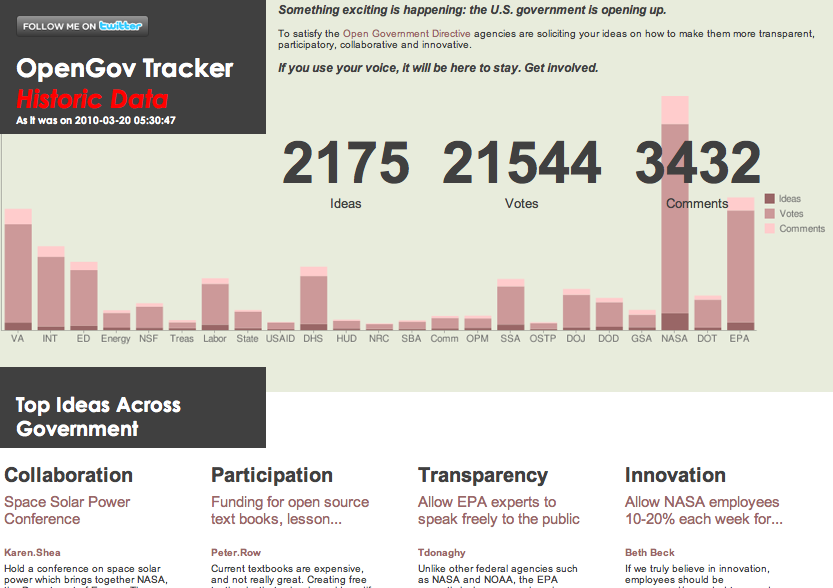 FOLLOW ME ON twitter
OpenGov Tracker
Historic Data
As it was on 2010-03-20 05:30:47
Something exciting is happening: the U.S. government is opening up.
To satisfy the Open Government Directive agencies are soliciting your ideas on how to make them more transparent,
participatory, collaborative and innovative.
If you use your voice, it will be here to stay. Get involved.
2175 21544 3432
Ideas Votes Comments
Ideas
Votes
Comments
VA INT ED Energy NSF Treas Labor State USAID DHS HUD NRC SBA Comm OPM SSA OSTP DOJ DOD GSA NASA DOT EPA
Top Ideas Across
Government
Collaboration
Space Solar Power
Conference
Karen.Shea
Hold a conference on space solar
power which brings together NASA,
Participation
Funding for open source
text books, lesson...
Peter.Row
Current textbooks are expensive,
and not really great. Creating free
Transparency
Allow EPA experts to
speak freely to the public
Tdonaghy
Unlike other federal agencies such
as NASA and NOAA, the EPA
Innovation
Allow NASA employees
10-20% each week for...
Beth Beck
If we truly believe in innovation,
employees should be